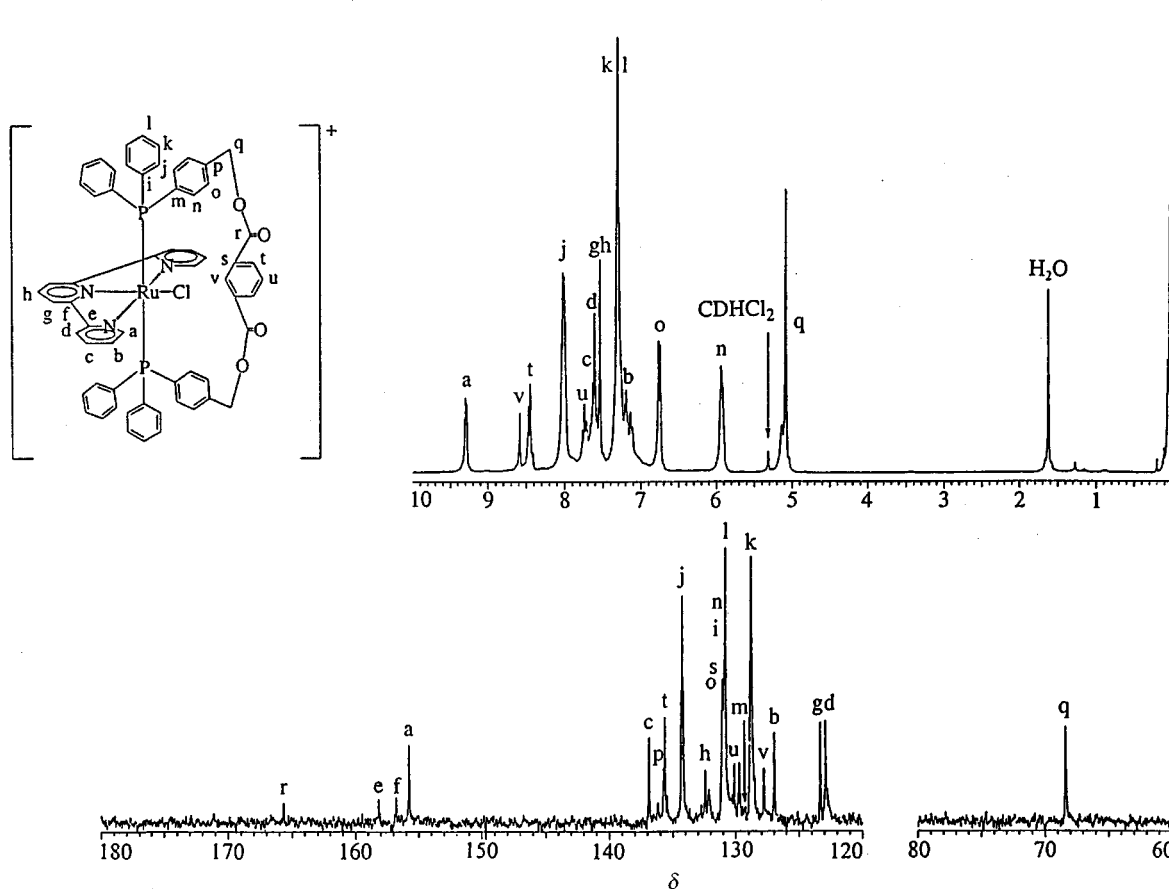 +
l
k
j
i
q
p
o
m
n
P
O
r
O
s
t
v
u
N
N
Ru
Cl
N
h
g
f
e
d
a
c
b
P
O
O
k l
j
gh
d
H2O
CDHCl2
q
o
c
n
a
t
v
u
b
10 9 8 7 6 5 4 3 2 1
l
k
j
n
i
s
o
t
m
c
b
gd
q
a
p
h
u
v
r
e
f
180 170 160 150 140 130 120 80 70 60
δ